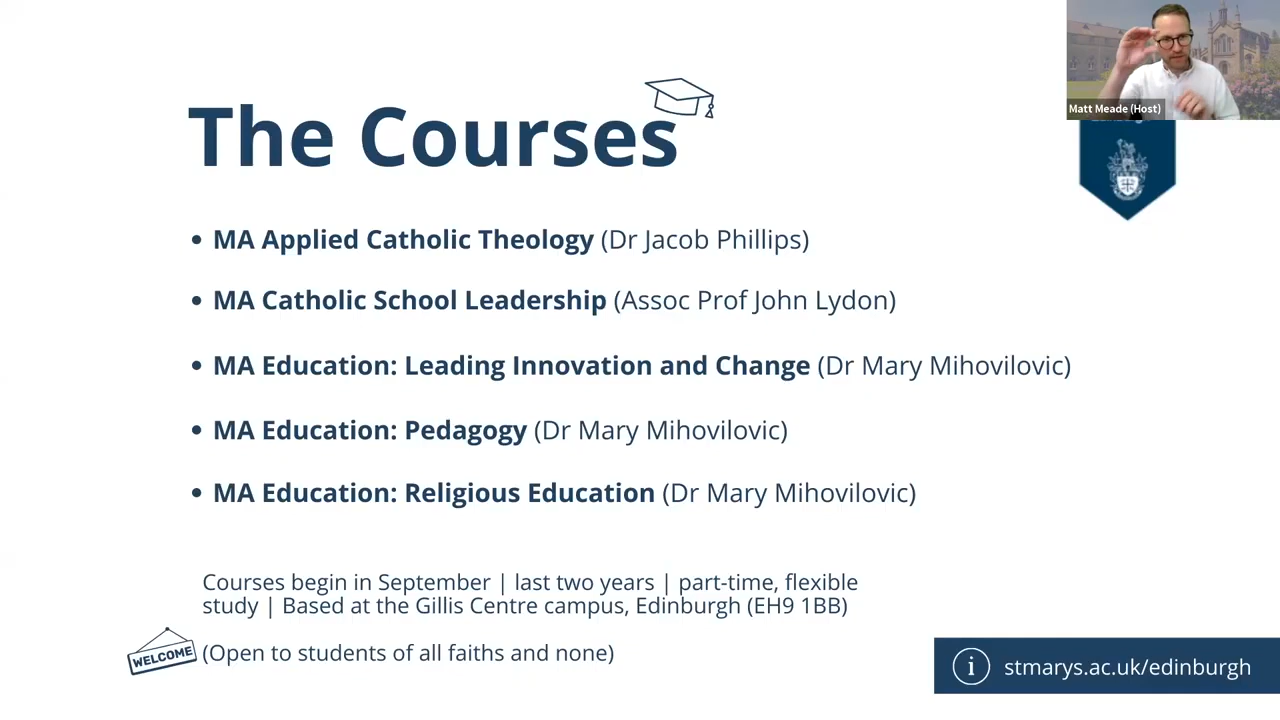 The Courses
Matt Meade (Host)
• MA Applied Catholic Theology (Dr Jacob Phillips)
• MA Catholic School Leadership (Assoc Prof John Lydon)
• MA Education: Leading Innovation and Change (Dr Mary Mihovilovic)
• MA Education: Pedagogy (Dr Mary Mihovilovic)
• MA Education: Religious Education (Dr Mary Mihovilovic)
Courses begin in September | last two years | part-time, flexible
study | Based at the Gillis Centre campus, Edinburgh (EH9 1BB)
WELCOME
(Open to students of all faiths and none)
i stmarys.ac.uk/edinburgh